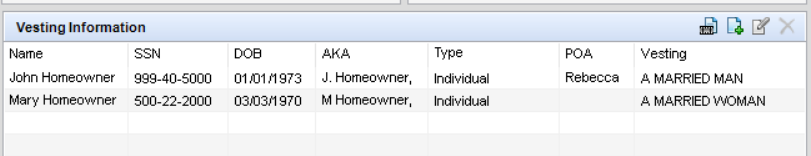 Vesting Information
Name SSN DOB AKA Type POA Vesting
John Homeowner 999-40-5000 01/01/1973 J. Homeowner, Individual Rebecca A MARRIED MAN
Mary Homeowner 500-22-2000 03/03/1970 M Homeowner, Individual A MARRIED WOMAN